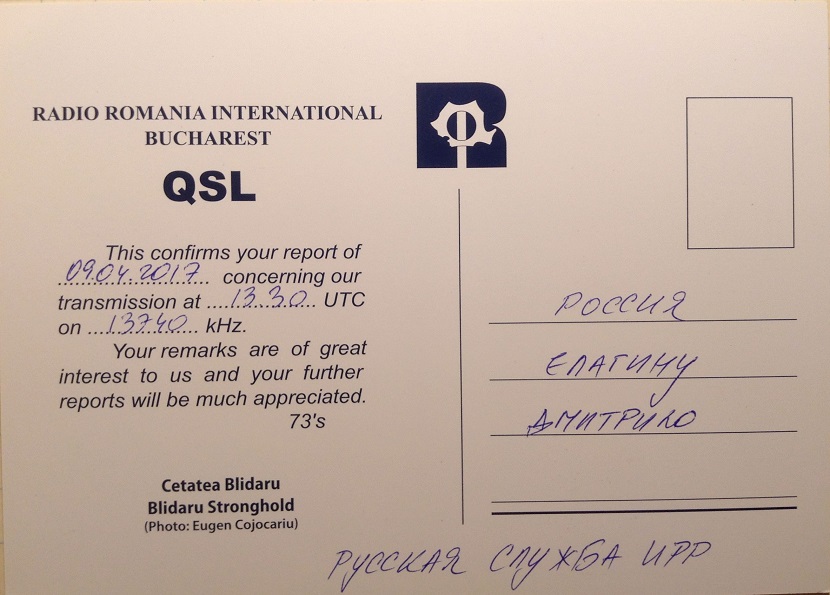 RADIO ROMANIA INTERNATIONAL
BUCHAREST
QSL
This confirms your report of
09.04.2017 concerning our
transmission at 13.30 UTC
on 13740 kHz.
Your remarks are of great
interest to us and your further
reports will be much appreciated.
73's
Cetatea Blidaru
Blidaru Stronghold
(Photo: Eugen Cojocariu)
РОССИЯ
ЕЛАГИНУ
ДМИТРИЮ
РУССКАЯ СЛУЖБА ИРР